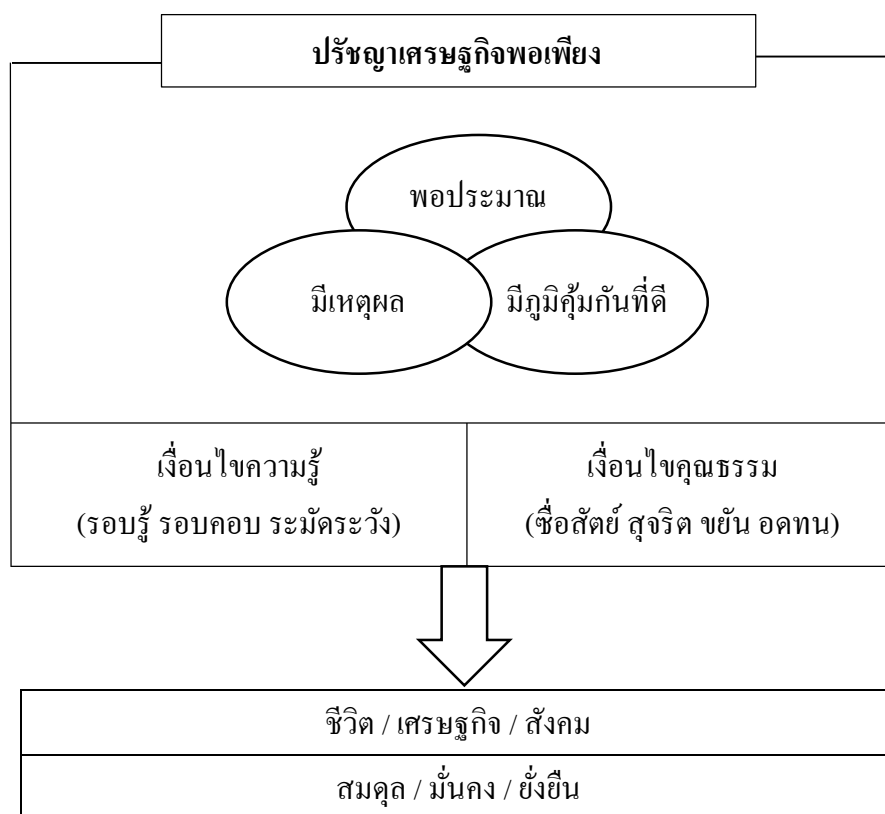 ปรัชญาเศรษฐกิจพอเพียง
พอประมาณ
มีเหตุผล
มีภูมิคุ้มกันที่ดี
เงื่อนไขความรู้
(รอบรู้ รอบคอบ ระมัดระวัง)
เงื่อนไขคุณธรรม
(ซื่อสัตย์ สุจริต ขยัน อดทน)
ชีวิต / เศรษฐกิจ / สังคม
สมดุล / มั่นคง / ยั่งยืน